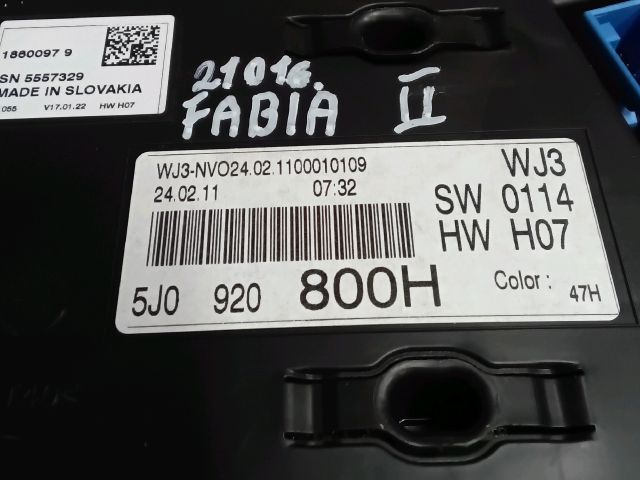 1860097 9
SN 5557329
MADE IN SLOVAKIA
V17.01.22 HW H07
2101г.
FABIA II
WJ3-NVO24.02.1100010109
24.02.11 07:32
WJ3
SW 0114
HW H07
5J0 920 800H
Color : 47H